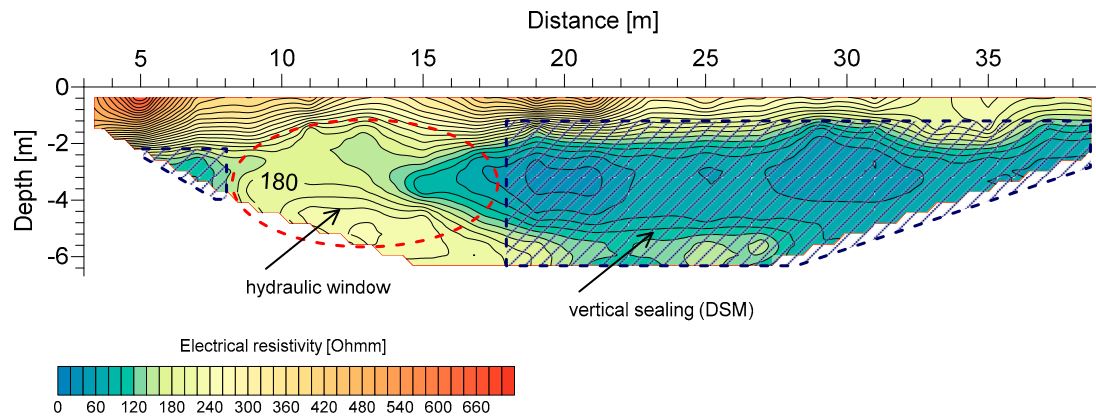 Distance [m]
5 10 15 20 25 30 35
0
-2
-4
-6
Depth [m]
180
hydraulic window
vertical sealing (DSM)
Electrical resistivity [Ohmm]
0 60 120 180 240 300 360 420 480 540 600 660